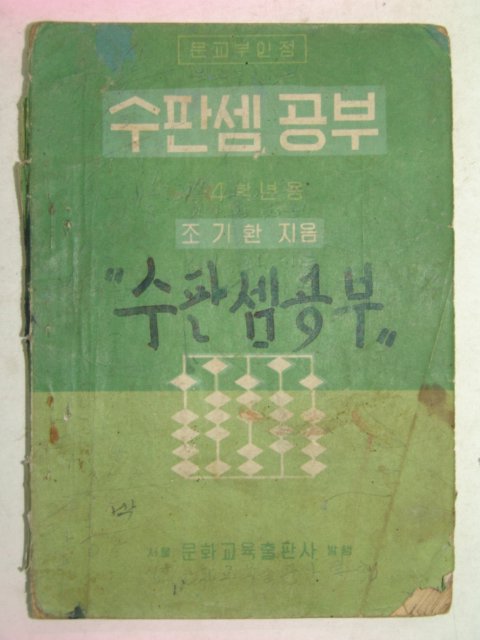 문교부인정
수판셈 공부
4학년용
조기환 지음
"수판셈공부"
박
서울 문화교육출판사 발행